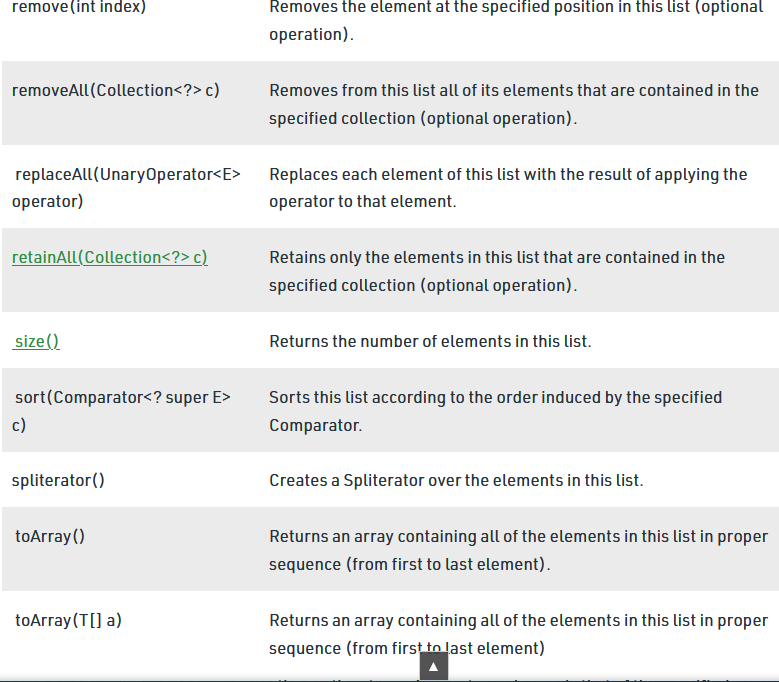 remove(int index)
Removes the element at the specified position in this list (optional
operation).
removeAll(Collection<?> c)
Removes from this list all of its elements that are contained in the
specified collection (optional operation).
replaceAll(UnaryOperator<E>
operator)
Replaces each element of this list with the result of applying the
operator to that element.
retainAll(Collection<?> c)
Retains only the elements in this list that are contained in the
specified collection (optional operation).
size()
Returns the number of elements in this list.
sort(Comparator<? super E>
c)
Sorts this list according to the order induced by the specified
Comparator.
spliterator()
Creates a Spliterator over the elements in this list.
toArray()
Returns an array containing all of the elements in this list in proper
sequence (from first to last element).
toArray(T[] a)
Returns an array containing all of the elements in this list in proper
sequence (from first to last element)